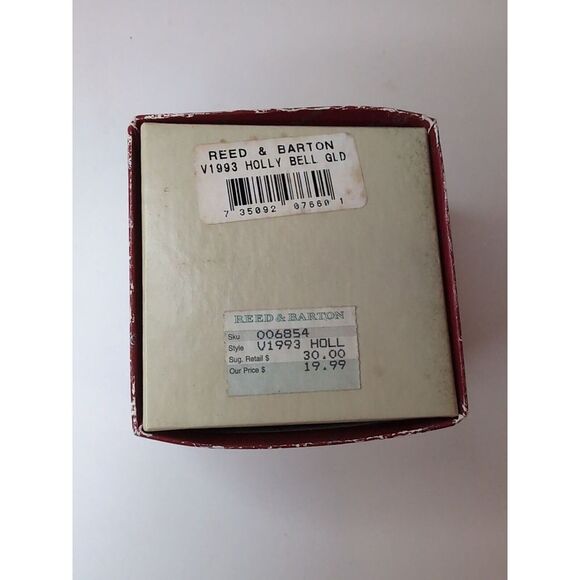 REED & BARTON
V1993 HOLLY BELL GLD
7 35092 07660 1
REED & BARTON
Sku 006854
Style V1993 HOLL
Sug. Retail $ 30.00
Our Price $ 19.99